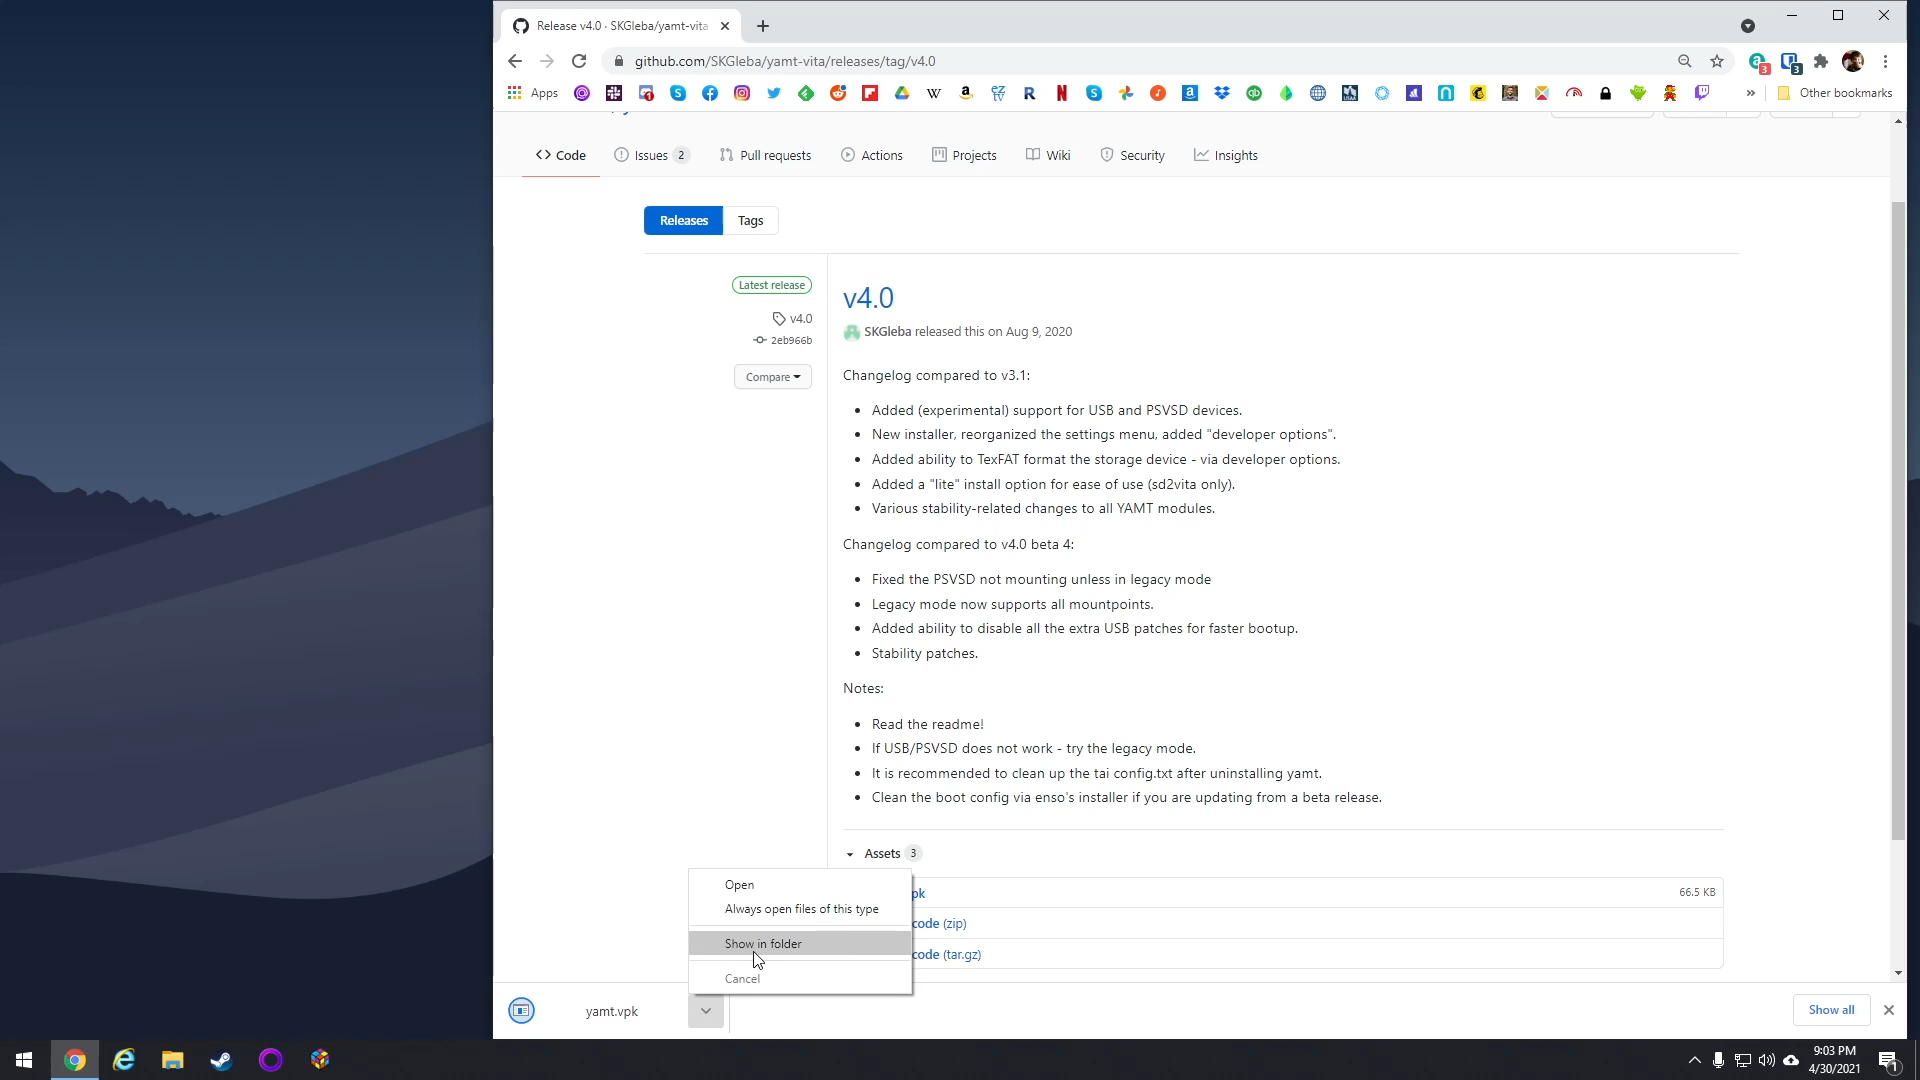 Release v4.0 · SKGleba/yamt-vita
github.com/SKGleba/yamt-vita/releases/tag/v4.0
3
3
Apps
Other bookmarks
Code
Issues 2
Pull requests
Actions
Projects
Wiki
Security
Insights
Releases
Tags
Latest release
v4.0
2eb966b
Compare
v4.0
SKGleba released this on Aug 9, 2020
Changelog compared to v3.1:
Added (experimental) support for USB and PSVSD devices.
New installer, reorganized the settings menu, added "developer options".
Added ability to TexFAT format the storage device - via developer options.
Added a "lite" install option for ease of use (sd2vita only).
Various stability-related changes to all YAMT modules.
Changelog compared to v4.0 beta 4:
Fixed the PSVSD not mounting unless in legacy mode
Legacy mode now supports all mountpoints.
Added ability to disable all the extra USB patches for faster bootup.
Stability patches.
Notes:
Read the readme!
If USB/PSVSD does not work - try the legacy mode.
It is recommended to clean up the tai config.txt after uninstalling yamt.
Clean the boot config via enso's installer if you are updating from a beta release.
Assets 3
pk
66.5 KB
code (zip)
code (tar.gz)
Open
Always open files of this type
Show in folder
Cancel
yamt.vpk
Show all
9:03 PM
4/30/2021
1